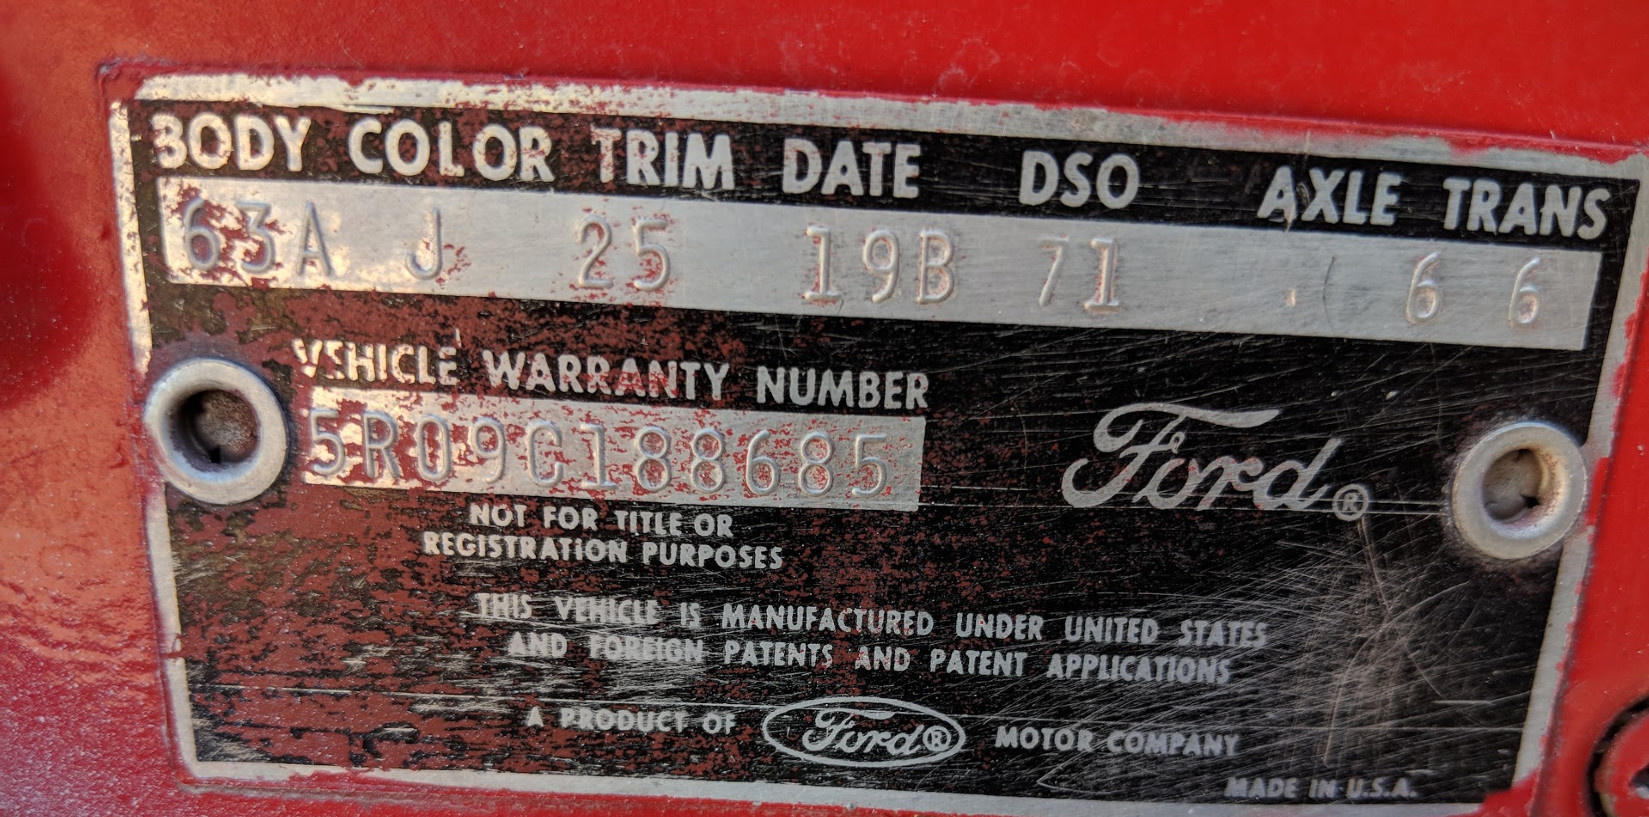 BODY COLOR TRIM DATE DSO AXLE TRANS
63A J 25 19B 71 6 6
VEHICLE WARRANTY NUMBER
5R09C188685
Ford®
NOT FOR TITLE OR
REGISTRATION PURPOSES
THIS VEHICLE IS MANUFACTURED UNDER UNITED STATES
AND FOREIGN PATENTS AND PATENT APPLICATIONS
A PRODUCT OF Ford® MOTOR COMPANY
MADE IN U.S.A.